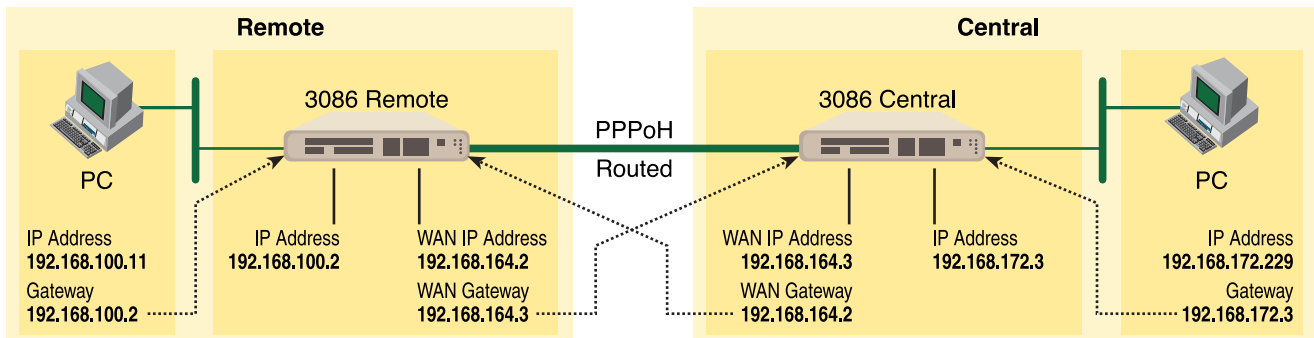 Remote
Central
3086 Remote
3086 Central
PPPoH
Routed
PC
PC
IP Address
192.168.100.11
Gateway
192.168.100.2
IP Address
192.168.100.2
WAN IP Address
192.168.164.2
WAN Gateway
192.168.164.3
WAN IP Address
192.168.164.3
WAN Gateway
192.168.164.2
IP Address
192.168.172.3
IP Address
192.168.172.229
Gateway
192.168.172.3